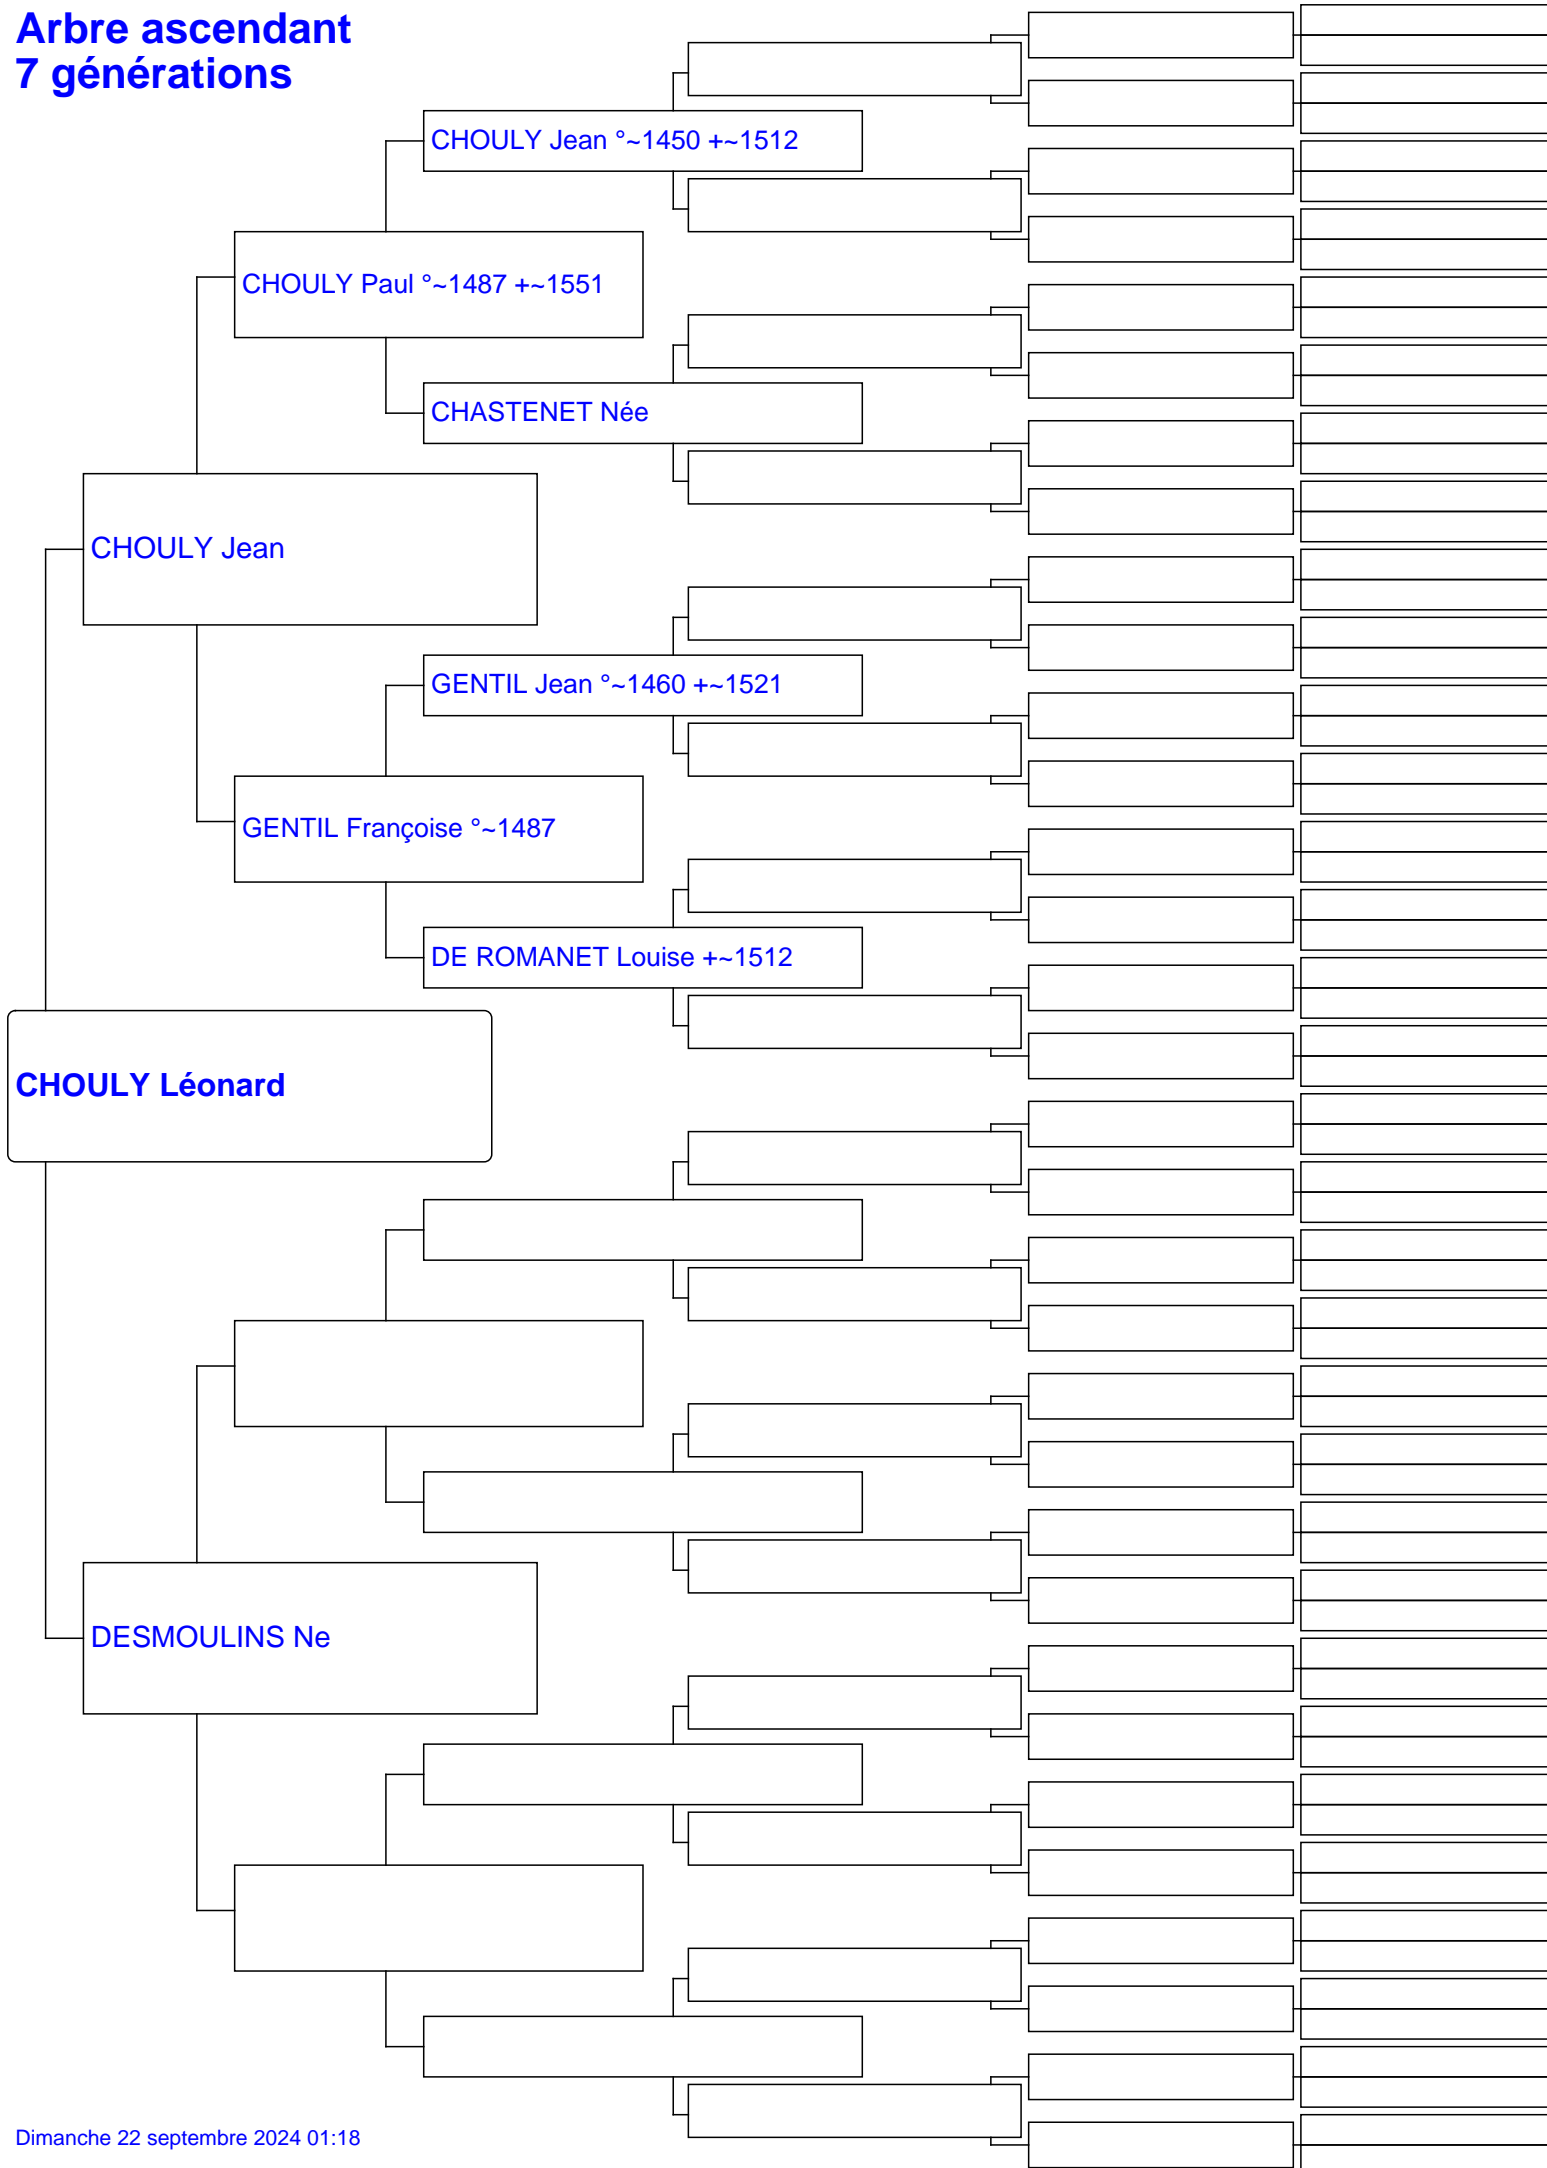 Arbre ascendant
7 générations
CHOULY Jean °~1450 +~1512
CHOULY Paul °~1487 +~1551
CHASTENET Née
CHOULY Jean
GENTIL Jean °~1460 +~1521
GENTIL Françoise °~1487
DE ROMANET Louise +~1512
CHOULY Léonard
DESMOULINS Ne
Dimanche 22 septembre 2024 01:18